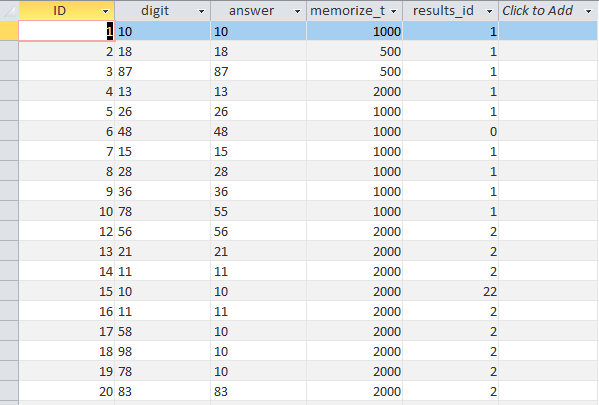 ID digit answer memorize_t results_id Click to Add
1 10 10 1000 1
2 18 18 500 1
3 87 87 500 1
4 13 13 2000 1
5 26 26 1000 1
6 48 48 1000 0
7 15 15 1000 1
8 28 28 1000 1
9 36 36 1000 1
10 78 55 1000 1
12 56 56 2000 2
13 21 21 2000 2
14 11 11 2000 2
15 10 10 2000 22
16 11 11 2000 2
17 58 10 2000 2
18 98 10 2000 2
19 78 10 2000 2
20 83 83 2000 2